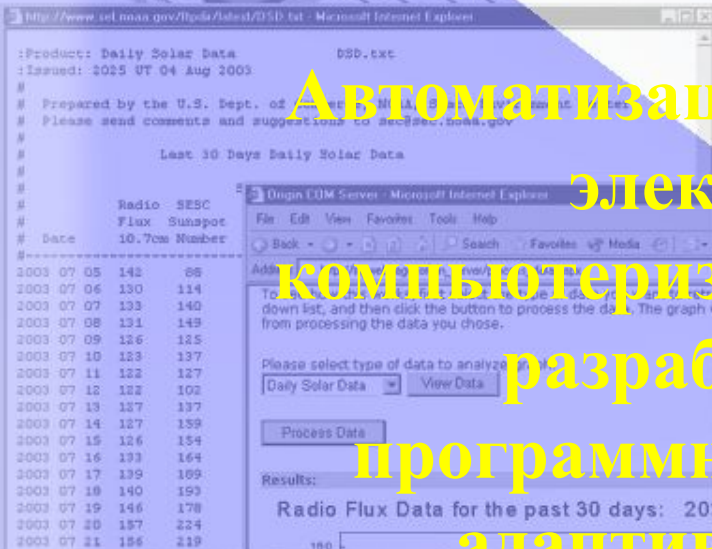 http://www.sel.noaa.gov/ftpdir/latest/DSD.txt - Microsoft Internet Explorer
:Product: Daily Solar Data DSD.txt
:Issued: 2025 UT 04 Aug 2003
#
# Prepared by the U.S. Dept. of
# Please send comments and suggestions to sec@sec.noaa.gov
#
# Last 30 Days Daily Solar Data
#
#
# Radio SESC
# Flux Sunspot
# Date 10.7cm Number
#
2003 07 05 142 86
2003 07 06 130 114
2003 07 07 133 140
2003 07 08 131 149
2003 07 09 126 125
2003 07 10 123 137
2003 07 11 122 127
2003 07 12 122 102
2003 07 13 127 137
2003 07 14 127 159
2003 07 15 126 154
2003 07 16 133 164
2003 07 17 139 189
2003 07 18 140 193
2003 07 19 146 178
2003 07 20 157 224
2003 07 21 156 219
Origin COM Server - Microsoft Internet Explorer
File Edit View Favorites Tools Help
Back Search Favorites Media
down list, and then click the button to process the data. The graph
from processing the data you chose.
Please select type of data to analyze
Daily Solar Data View Data
Process Data
Results:
Radio Flux Data for the past 30 days: 20
Автоматизац
элек
компьютериз
разраб
программн
адаптив